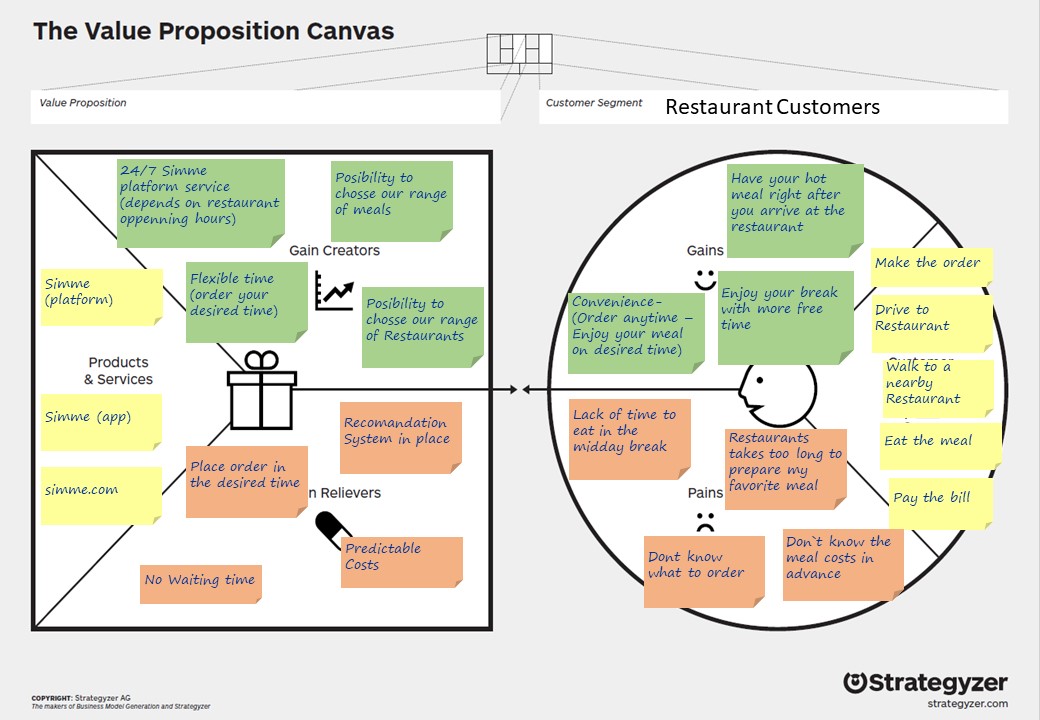 The Value Proposition Canvas
Value Proposition
Customer Segment
Restaurant Customers
24/7 Simme
platform service
(depends on restaurant
oppenning hours)
Posibility to
chosse our range
of meals
Gain Creators
Simme
(platform)
Flexible time
(order your
desired time)
Posibility to
chosse our range
of Restaurants
Products
& Services
Simme (app)
simme.com
Recomandation
System in place
Place order in
the desired time
n Relievers
Predictable
Costs
No Waiting time
Have your hot
meal right after
you arrive at the
restaurant
Gains
Convenience-
(Order anytime –
Enjoy your meal
on desired time)
Enjoy your break
with more free
time
Make the order
Drive to
Restaurant
Customer
Walk to a
nearby
Restaurant
Eat the meal
Pay the bill
Lack of time to
eat in the
midday break
Restaurants
takes too long to
prepare my
favorite meal
Pains
Dont know
what to order
Don`t know the
meal costs in
advance
COPYRIGHT: Strategyzer AG
The makers of Business Model Generation and Strategyzer
Strategyzer
strategyzer.com